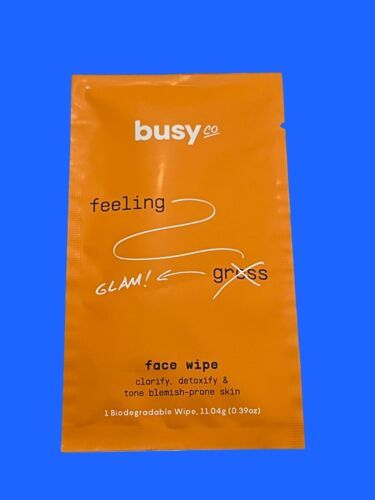 busy co
feeling
gross
GLAM!
face wipe
clarify, detoxify &
tone blemish-prone skin
1 Biodegradable Wipe, 11.04g (0.39oz)